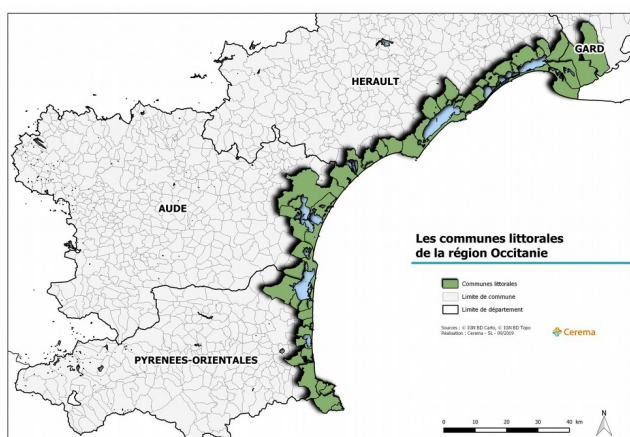 GARD
HERAULT
AUDE
PYRENEES-ORIENTALES
Les communes littorales
de la région Occitanie
Communes littorales
Limite de commune
Limite de département
Sources : © IGN BD Carto, © IGN BD Topo
Réalisation : Cerema - SL - 09/2019
Cerema
N
0 10 20 30 40 km